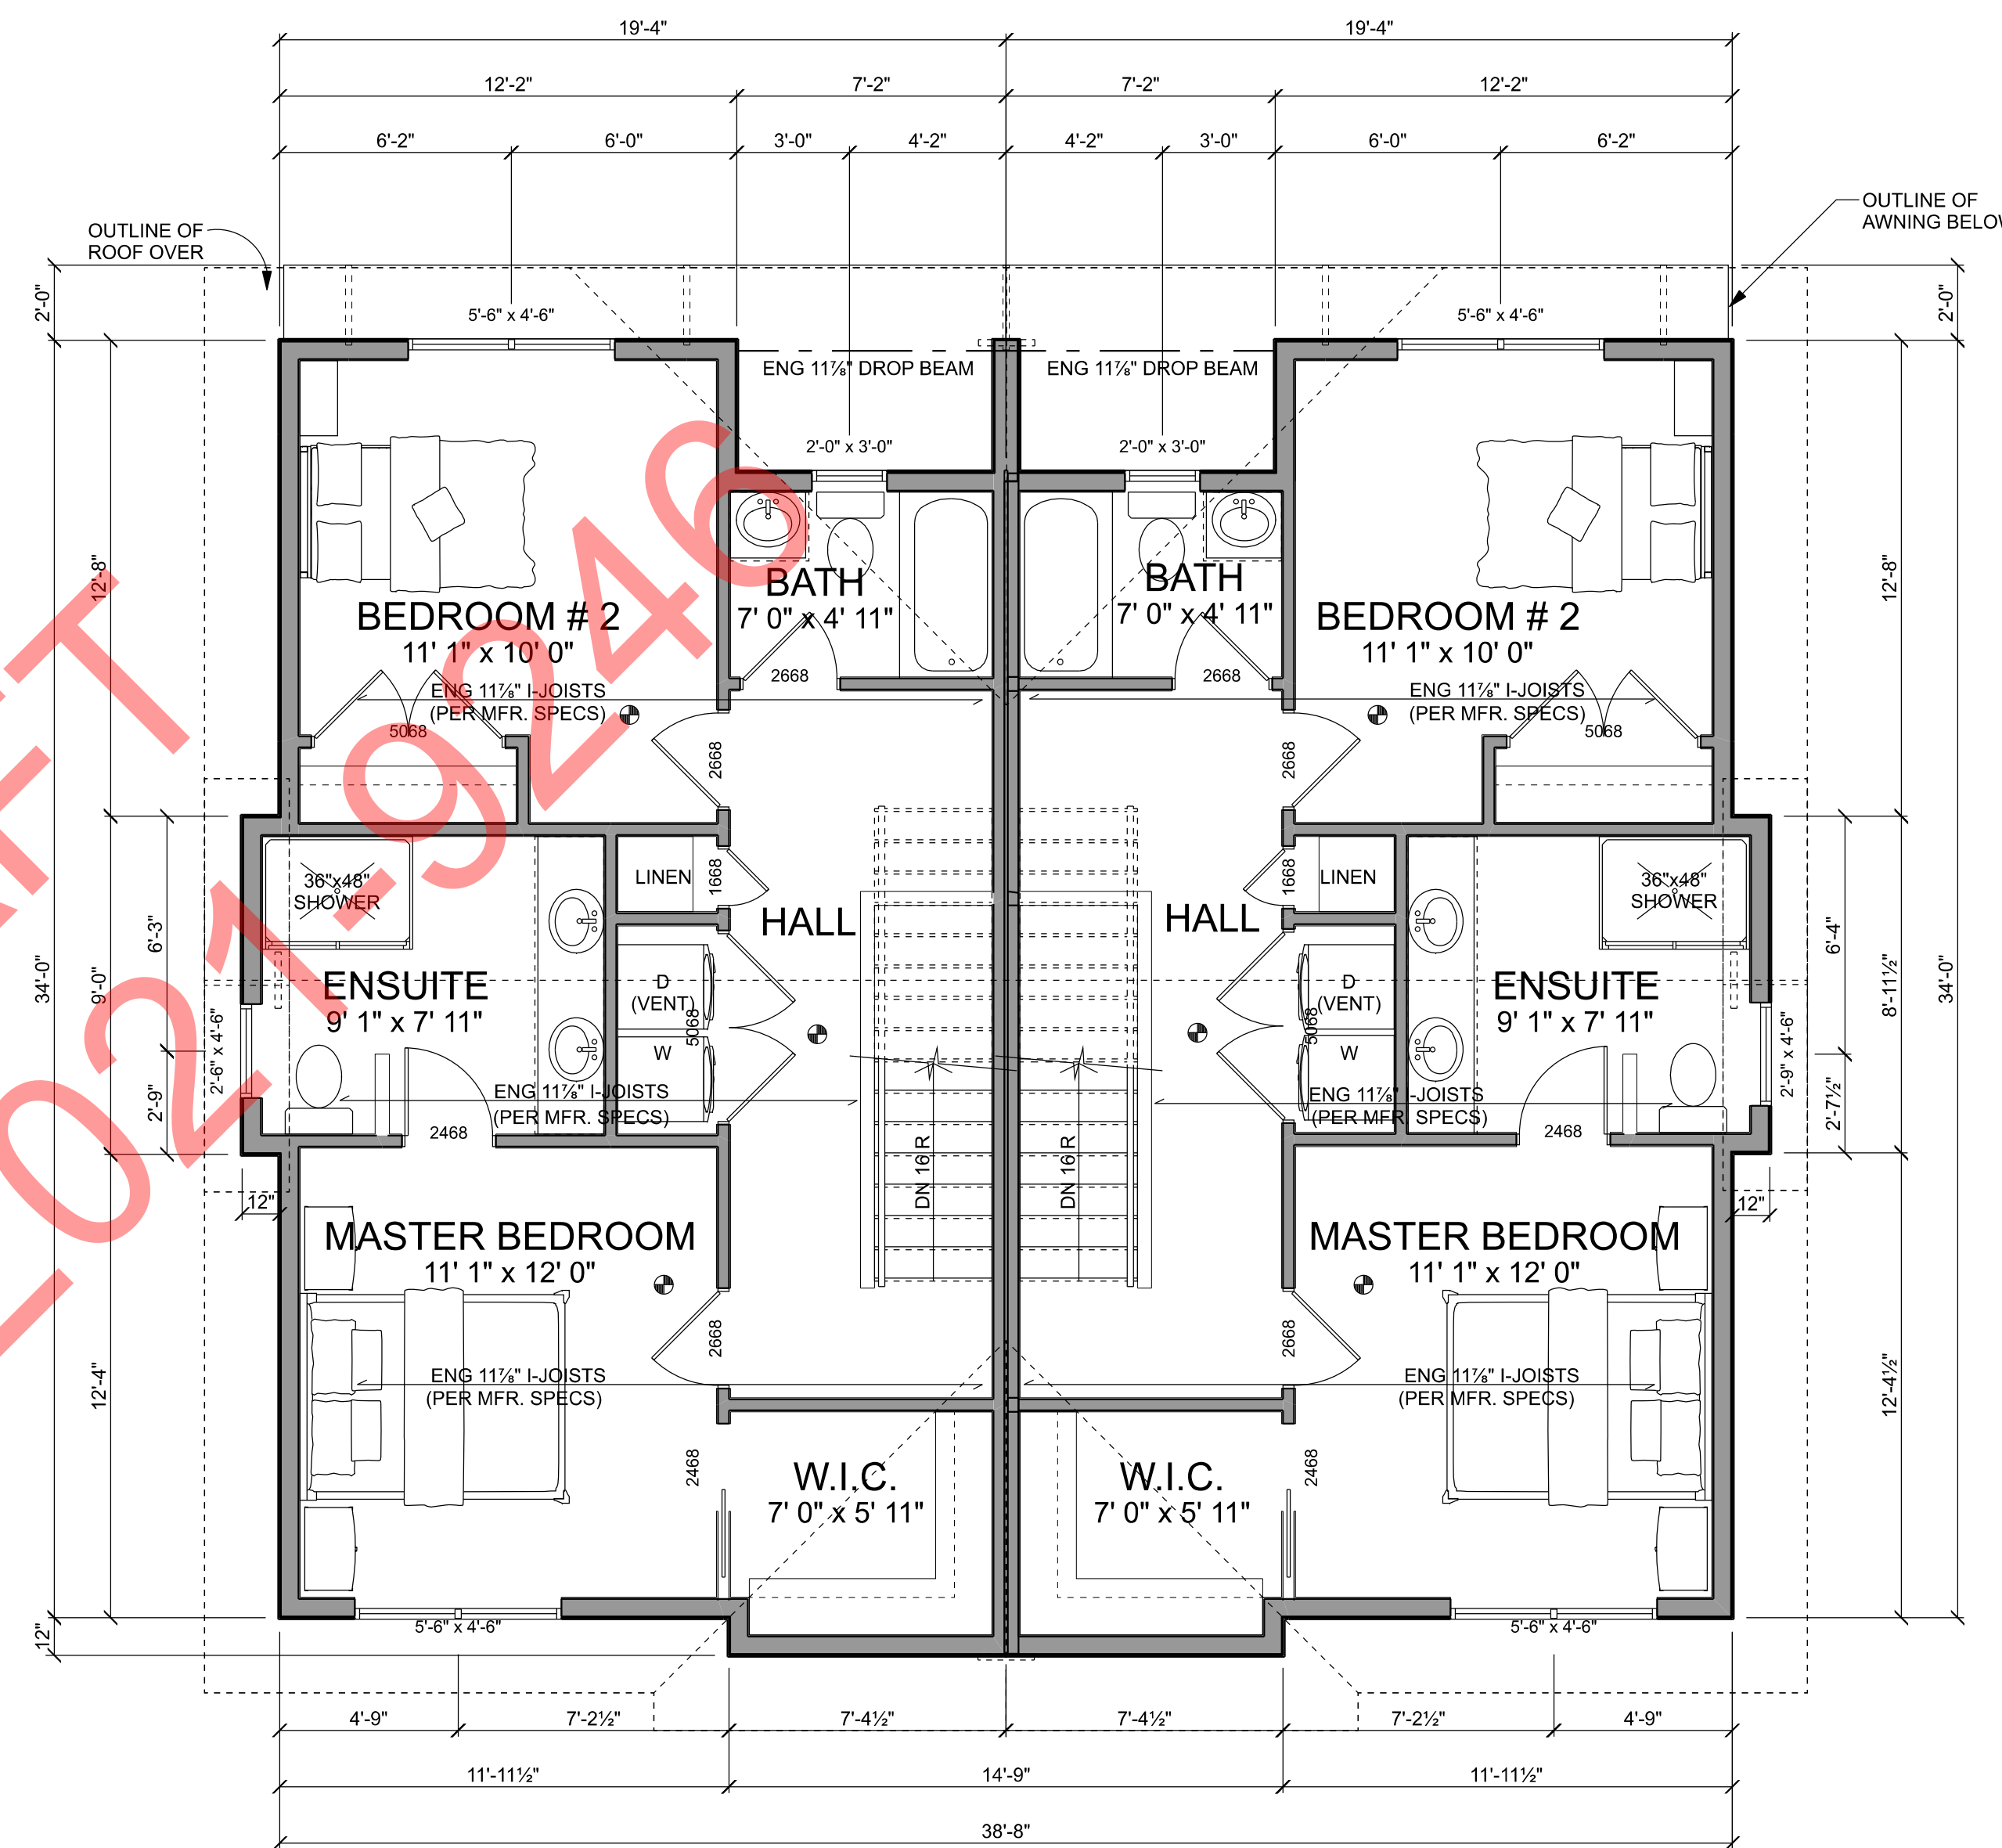 19'-4" 19'-4"
12'-2" 7'-2" 7'-2" 12'-2"
6'-2" 6'-0" 3'-0" 4'-2" 4'-2" 3'-0" 6'-0" 6'-2"
OUTLINE OF
ROOF OVER
OUTLINE OF
AWNING BELOW
2'-0" 2'-0"
5'-6" x 4'-6" 5'-6" x 4'-6"
ENG 11⅞" DROP BEAM ENG 11⅞" DROP BEAM
2'-0" x 3'-0" 2'-0" x 3'-0"
12'-8" 12'-8"
BATH BATH
7' 0" x 4' 11" 7' 0" x 4' 11"
BEDROOM # 2 BEDROOM # 2
11' 1" x 10' 0" 11' 1" x 10' 0"
2668 2668
ENG 11⅞" I-JOISTS ENG 11⅞" I-JOISTS
(PER MFR. SPECS) (PER MFR. SPECS)
5068 5068
2668 2668
36"x48" 36"x48"
SHOWER SHOWER
LINEN 1668 1668 LINEN
HALL HALL
6'-3" 6'-4"
34'-0" 9'-0" 8'-11½" 34'-0"
ENSUITE ENSUITE
9' 1" x 7' 11" 9' 1" x 7' 11"
D D
(VENT) (VENT)
5068 5068
W W
2'-6" x 4'-6" 2'-9" x 4'-6"
2'-9" 2'-7½"
ENG 11⅞" I-JOISTS ENG 11⅞" I-JOISTS
(PER MFR. SPECS) (PER MFR. SPECS)
2468 2468
DN 16 R DN 16 R
12" 12"
MASTER BEDROOM MASTER BEDROOM
11' 1" x 12' 0" 11' 1" x 12' 0"
2668 2668
ENG 11⅞" I-JOISTS ENG 11⅞" I-JOISTS
(PER MFR. SPECS) (PER MFR. SPECS)
12'-4" 12'-4½"
2468 2468
W.I.C. W.I.C.
7' 0" x 5' 11" 7' 0" x 5' 11"
5'-6" x 4'-6" 5'-6" x 4'-6"
12"
4'-9" 7'-2½" 7'-4½" 7'-4½" 7'-2½" 4'-9"
11'-11½" 14'-9" 11'-11½"
38'-8"
021-9246